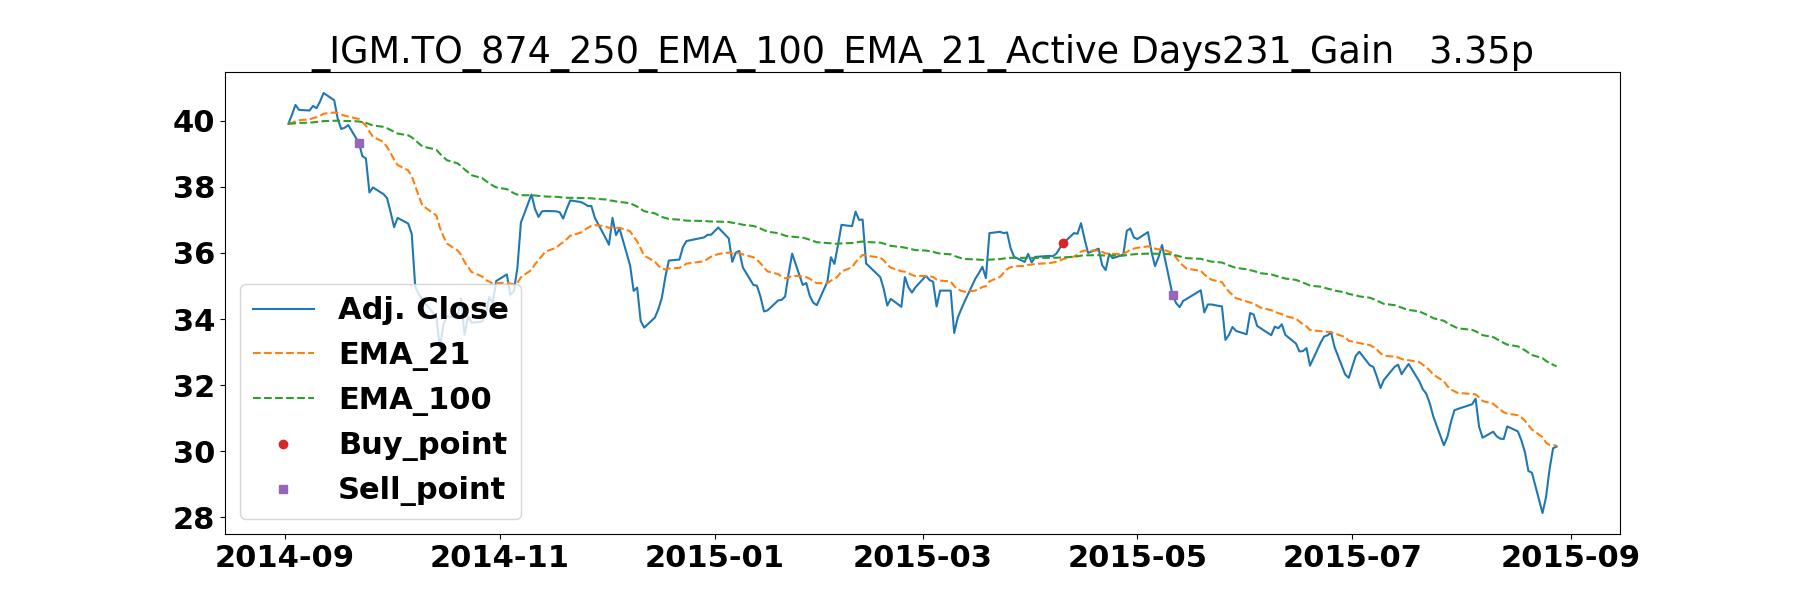 _IGM.TO_874_250_EMA_100_EMA_21_Active Days231_Gain   3.35p
40
38
36
34
32
30
28
Adj. Close
EMA_21
EMA_100
Buy_point
Sell_point
2014-09 2014-11 2015-01 2015-03 2015-05 2015-07 2015-09